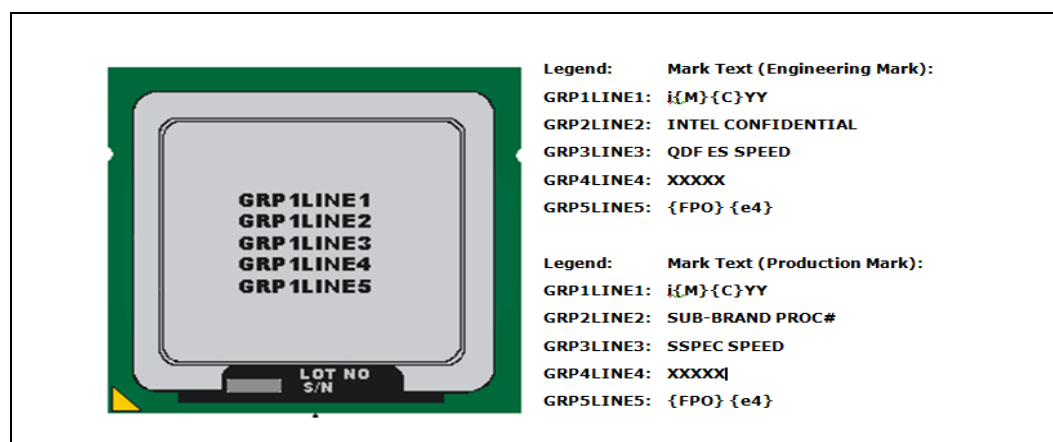 GRP1LINE1
GRP1LINE2
GRP1LINE3
GRP1LINE4
GRP1LINE5
LOT NO
S/N
Legend: Mark Text (Engineering Mark):
GRP1LINE1: i{M}{C}YY
GRP2LINE2: INTEL CONFIDENTIAL
GRP3LINE3: QDF ES SPEED
GRP4LINE4: XXXXX
GRP5LINE5: {FPO} {e4}
Legend: Mark Text (Production Mark):
GRP1LINE1: i{M}{C}YY
GRP2LINE2: SUB-BRAND PROC#
GRP3LINE3: SSPEC SPEED
GRP4LINE4: XXXXX
GRP5LINE5: {FPO} {e4}